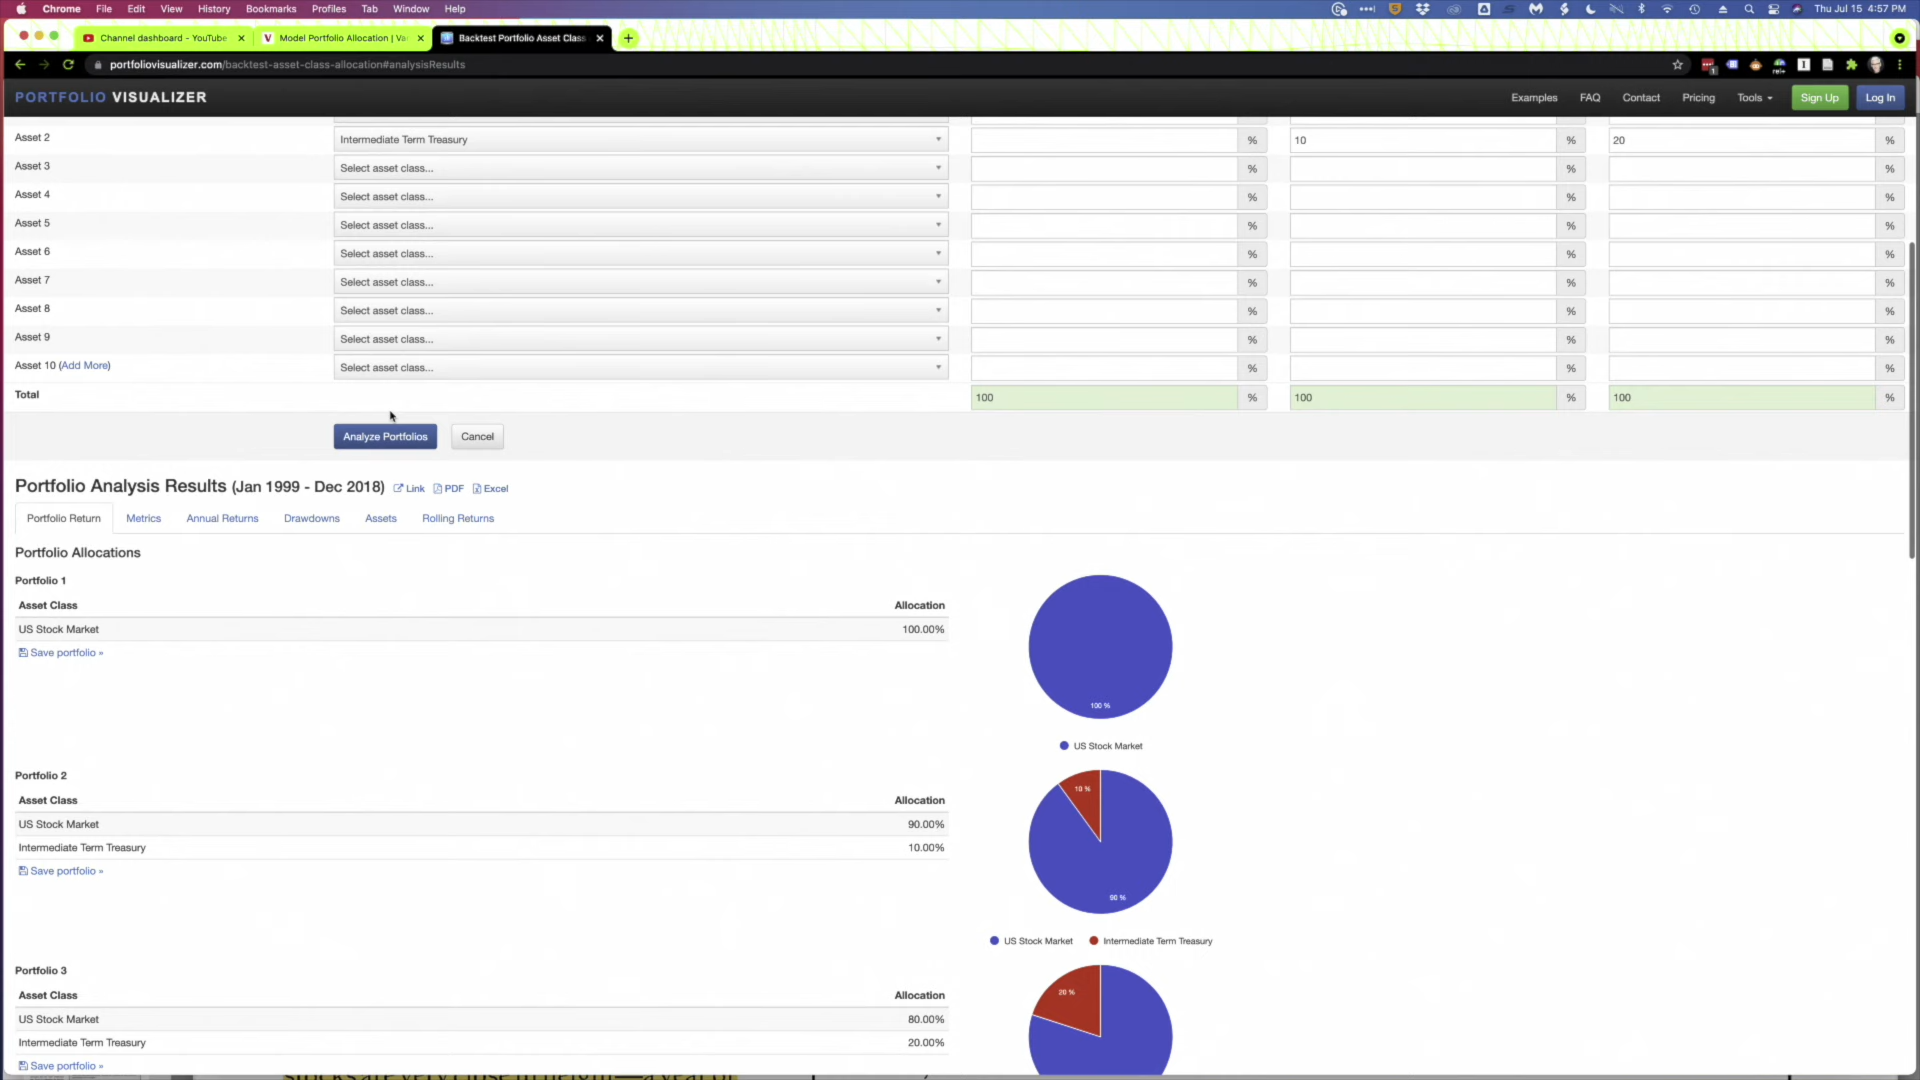 Chrome File Edit View History Bookmarks Profiles Tab Window Help Thu Jul 15 4:57 PM
Channel dashboard - YouTube Model Portfolio Allocation | Va Backtest Portfolio Asset Class
portfoliovisualizer.com/backtest-asset-class-allocation#analysisResults
PORTFOLIO VISUALIZER Examples FAQ Contact Pricing Tools Sign Up Log In
Asset 2 Intermediate Term Treasury % 10 % 20 %
Asset 3 Select asset class... % % %
Asset 4 Select asset class... % % %
Asset 5 Select asset class... % % %
Asset 6 Select asset class... % % %
Asset 7 Select asset class... % % %
Asset 8 Select asset class... % % %
Asset 9 Select asset class... % % %
Asset 10 (Add More) Select asset class... % % %
Total 100 % 100 % 100 %
Analyze Portfolios Cancel
Portfolio Analysis Results (Jan 1999 - Dec 2018) Link PDF Excel
Portfolio Return Metrics Annual Returns Drawdowns Assets Rolling Returns
Portfolio Allocations
Portfolio 1
Asset Class Allocation
US Stock Market 100.00%
Save portfolio »
100 %
US Stock Market
Portfolio 2
Asset Class Allocation
US Stock Market 90.00%
Intermediate Term Treasury 10.00%
Save portfolio »
10 %
90 %
US Stock Market Intermediate Term Treasury
Portfolio 3
Asset Class Allocation
US Stock Market 80.00%
Intermediate Term Treasury 20.00%
Save portfolio »
20 %